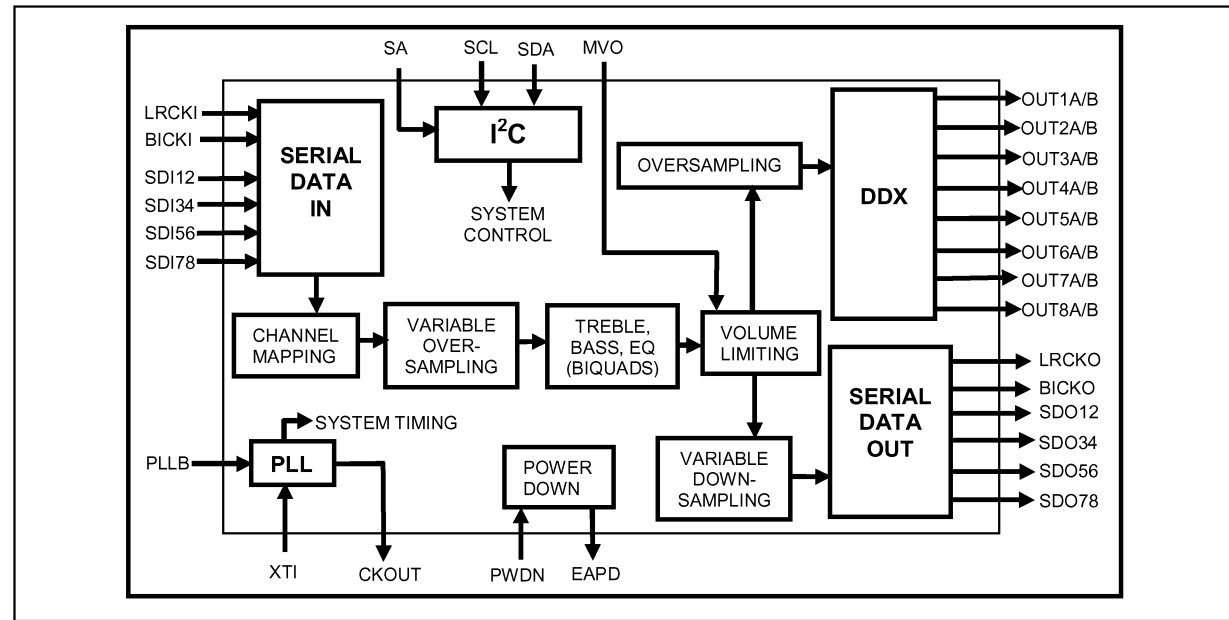 SA
SCL
SDA
MVO
LRCKI
BICKI
SDI12
SDI34
SDI56
SDI78
SERIAL
DATA
IN
I²C
SYSTEM
CONTROL
OVERSAMPLING
DDX
OUT1A/B
OUT2A/B
OUT3A/B
OUT4A/B
OUT5A/B
OUT6A/B
OUT7A/B
OUT8A/B
CHANNEL
MAPPING
VARIABLE
OVER-
SAMPLING
TREBLE,
BASS, EQ
(BIQUADS)
VOLUME
LIMITING
SERIAL
DATA
OUT
LRCKO
BICKO
SDO12
SDO34
SDO56
SDO78
SYSTEM TIMING
PLLB
PLL
POWER
DOWN
VARIABLE
DOWN-
SAMPLING
XTI
CKOUT
PWDN
EAPD